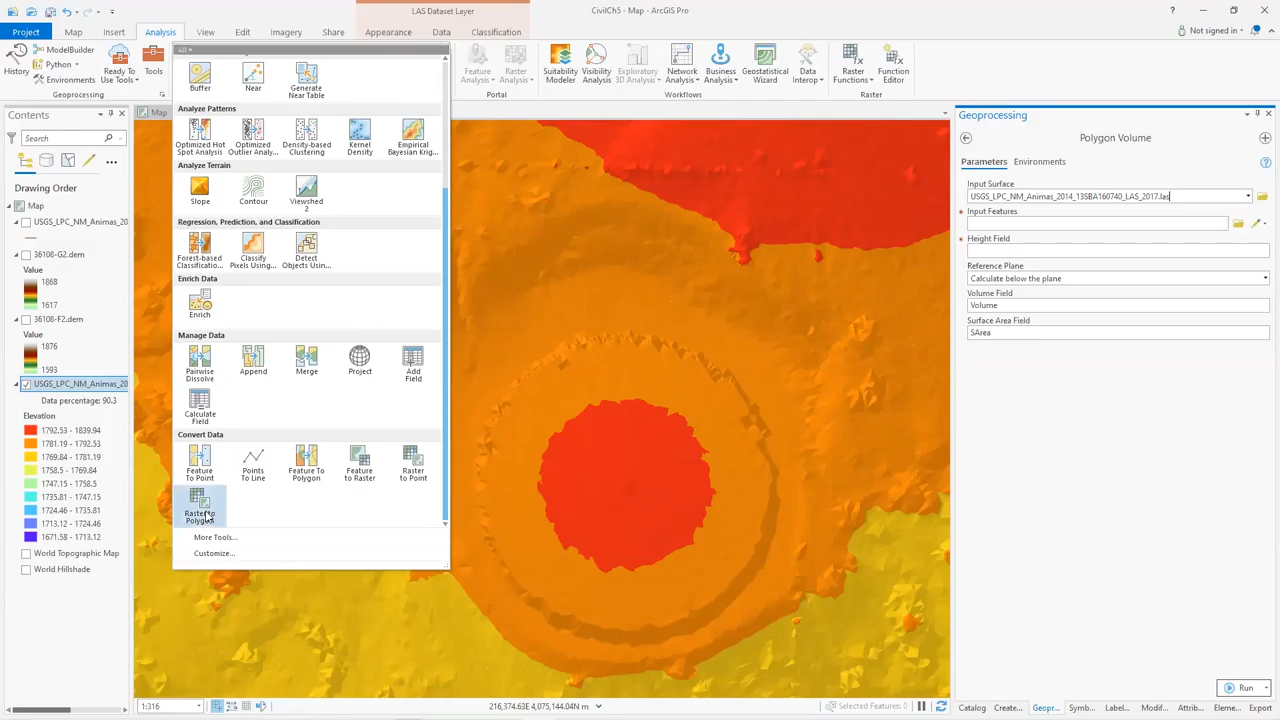 LAS Dataset Layer
CivilCh5 - Map - ArcGIS Pro
Project Map Insert Analysis View Edit Imagery Share Appearance Data Classification
Not signed in
History
ModelBuilder
Python
Environments
Ready To Use Tools
Tools
Feature Analysis
Raster Analysis
Suitability Modeler
Visibility Analysis
Exploratory 3D Analysis
Network Analysis
Business Analysis
Geostatistical Wizard
Data Interop
Raster Functions
Function Editor
Geoprocessing
Portal
Workflows
Raster
All
Buffer
Near
Generate Near Table
Analyze Patterns
Optimized Hot Spot Analysis
Optimized Outlier Analy...
Density-based Clustering
Kernel Density
Empirical Bayesian Krig...
Analyze Terrain
Slope
Contour
Viewshed 2
Regression, Prediction, and Classification
Forest-based Classificatio...
Classify Pixels Using...
Detect Objects Usin...
Enrich Data
Enrich
Manage Data
Pairwise Dissolve
Append
Merge
Project
Add Field
Calculate Field
Convert Data
Feature To Point
Points To Line
Feature To Polygon
Feature to Raster
Raster to Point
Raster to Polygon
More Tools...
Customize...
Contents
Search
Drawing Order
Map
USGS_LPC_NM_Animas_20
36108-G2.dem
Value
1868
1617
36108-F2.dem
Value
1876
1593
USGS_LPC_NM_Animas_20
Data percentage: 90.3
Elevation
1792.53 - 1839.94
1781.19 - 1792.53
1769.84 - 1781.19
1758.5 - 1769.84
1747.15 - 1758.5
1735.81 - 1747.15
1724.46 - 1735.81
1713.12 - 1724.46
1671.58 - 1713.12
World Topographic Map
World Hillshade
Map
1:316
216,374.63E 4,075,144.04N m
Selected Features: 0
Geoprocessing
Polygon Volume
Parameters Environments
Input Surface
USGS_LPC_NM_Animas_2014_13SBA160740_LAS_2017.las
* Input Features
* Height Field
Reference Plane
Calculate below the plane
Volume Field
Volume
Surface Area Field
SArea
Run
Catalog Create... Geopr... Symb... Label... Modif... Attrib... Eleme... Export